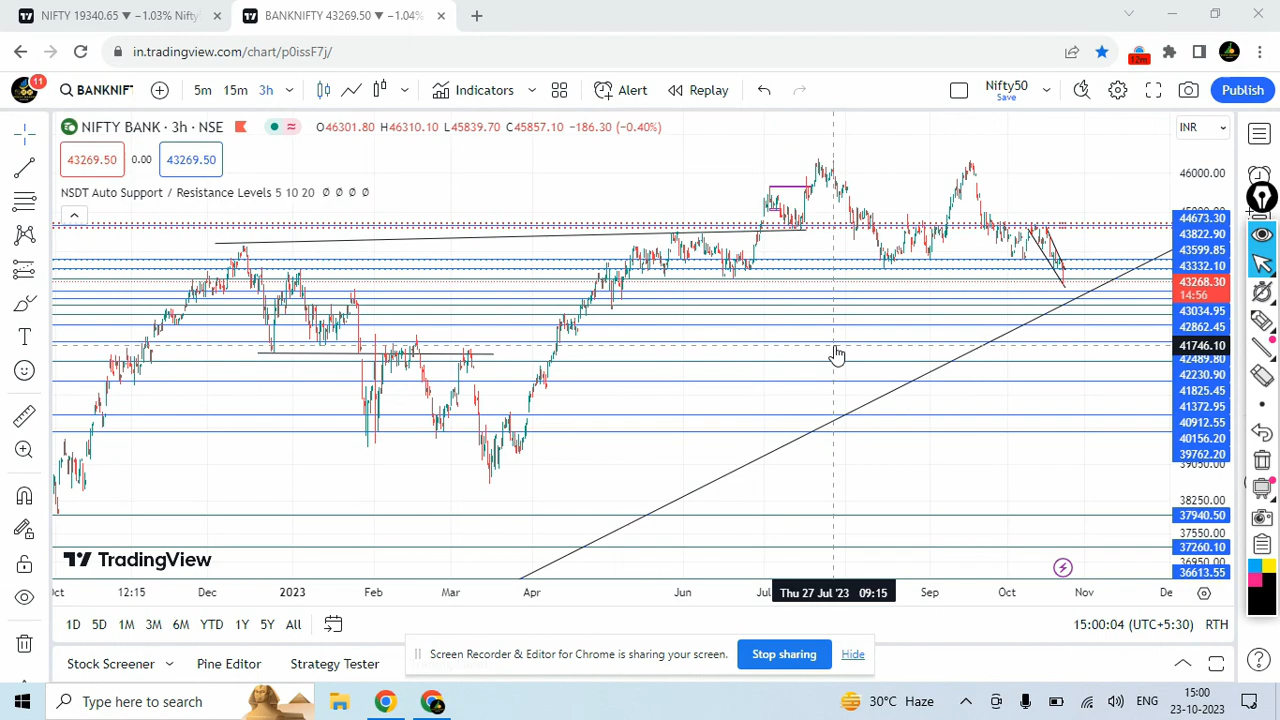 NIFTY 19340.65 ▼ −1.03% Nifty
BANKNIFTY 43269.50 ▼ −1.04%
in.tradingview.com/chart/p0issF7j/
12m
11
BANKNIF
5m 15m 3h
Indicators
Alert
Replay
Nifty50
Save
Publish
NIFTY BANK · 3h · NSE
O46301.80 H46310.10 L45839.70 C45857.10 −186.30 (−0.40%)
INR
43269.50 0.00 43269.50
NSDT Auto Support / Resistance Levels 5 10 20 Ø Ø Ø Ø
46000.00
44673.30
43822.90
43599.85
43332.10
43268.30
14:56
43034.95
42862.45
41746.10
42489.80
42230.90
41825.45
41372.95
40912.55
40156.20
39762.20
39050.00
38250.00
37940.50
37550.00
37260.10
36950.00
36613.55
TradingView
Oct 12:15 Dec 2023 Feb Mar Apr Jun Jul Thu 27 Jul '23 09:15 Sep Oct Nov De
1D 5D 1M 3M 6M YTD 1Y 5Y All
15:00:04 (UTC+5:30) RTH
Stock Screener Pine Editor Strategy Tester
Screen Recorder & Editor for Chrome is sharing your screen.
Stop sharing
Hide
Type here to search
30°C Haze
ENG
15:00
23-10-2023